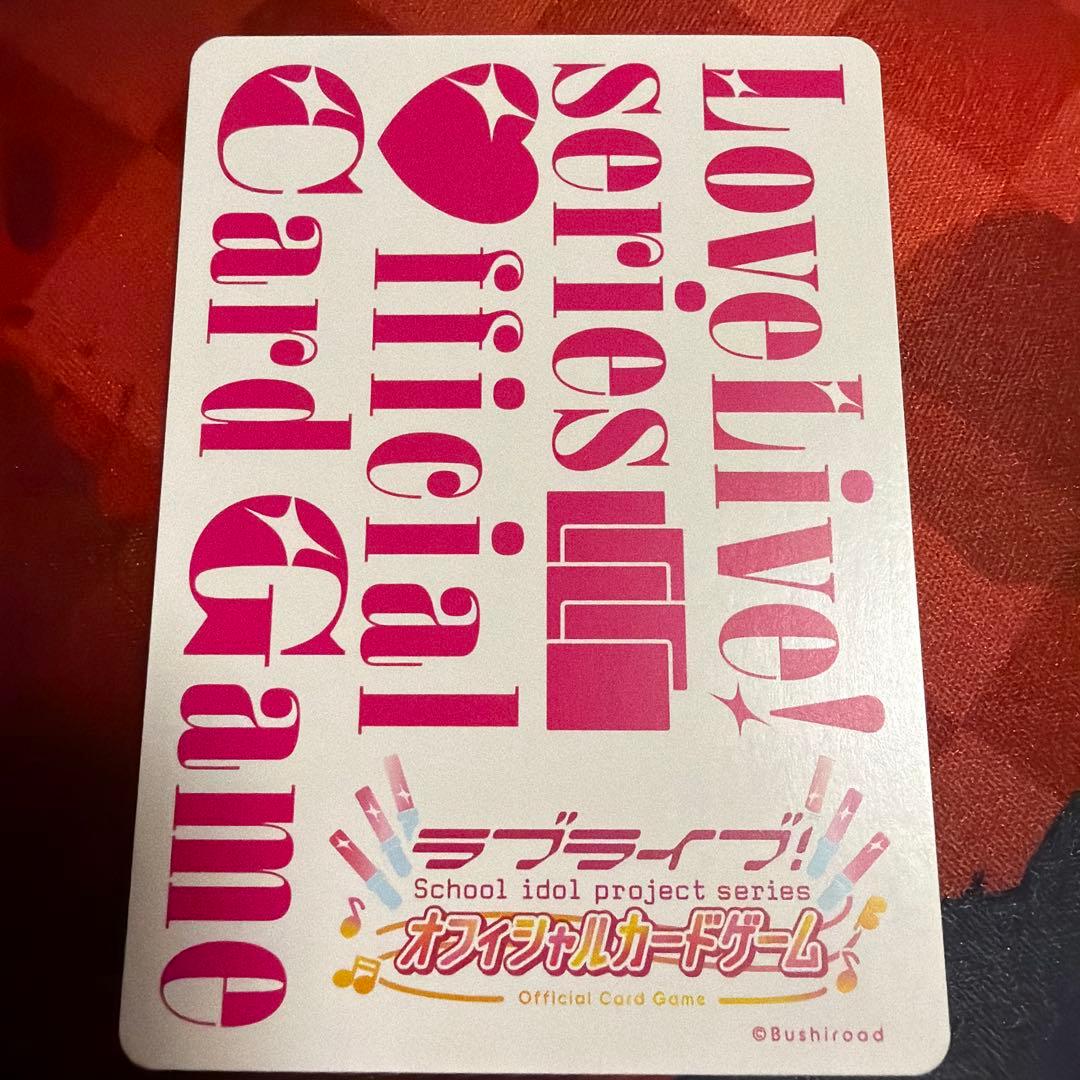 LoveLive!
series
♥fficial
Card Game
ラブライブ!
School idol project series
オフィシャルカードゲーム
Official Card Game
©Bushiroad